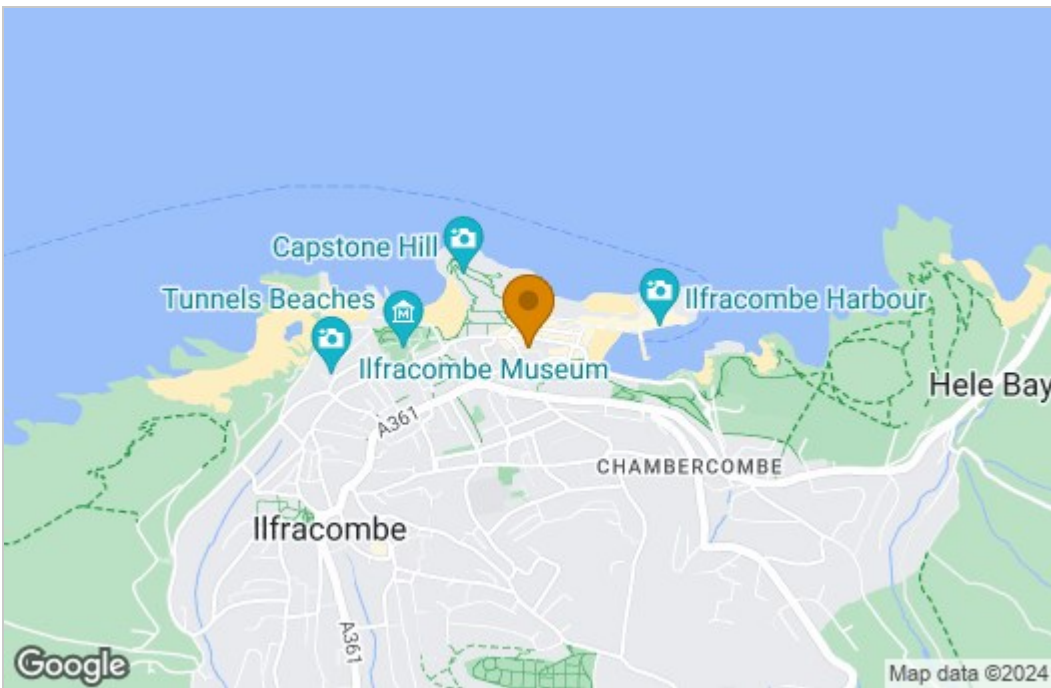 Capstone Hill
Tunnels Beaches
Ilfracombe Harbour
M
Ilfracombe Museum
Hele Bay
A361
CHAMBERCOMBE
Ilfracombe
A361
Google
Map data ©2024